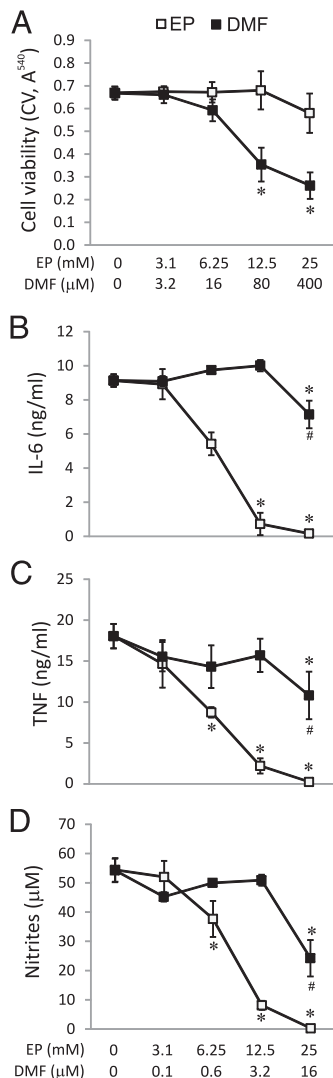 A
EP DMF
Cell viability (CV, A⁵⁴⁰)
0.9
0.8
0.7
0.6
0.5
0.4
0.3
0.2
0.1
0.0
* *
EP (mM) 0 3.1 6.25 12.5 25
DMF (µM) 0 3.2 16 80 400
B
IL-6 (ng/ml)
12
10
8
6
4
2
0
*
#
* *
C
TNF (ng/ml)
25
20
15
10
5
0
*
#
* * *
D
Nitrites (µM)
70
60
50
40
30
20
10
0
*
#
* * *
EP (mM) 0 3.1 6.25 12.5 25
DMF (µM) 0 0.1 0.6 3.2 16